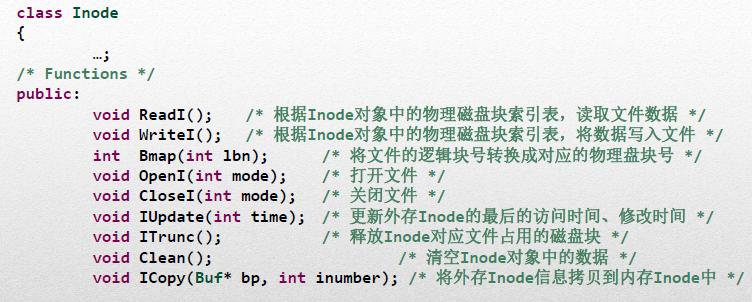 class Inode
{
…;
/* Functions */
public:
void ReadI(); /* 根据Inode对象中的物理磁盘块索引表，读取文件数据 */
void WriteI(); /* 根据Inode对象中的物理磁盘块索引表，将数据写入文件 */
int Bmap(int lbn); /* 将文件的逻辑块号转换成对应的物理盘块号 */
void OpenI(int mode); /* 打开文件 */
void CloseI(int mode); /* 关闭文件 */
void IUpdate(int time); /* 更新外存Inode的最后的访问时间、修改时间 */
void ITrunc(); /* 释放Inode对应文件占用的磁盘块 */
void Clean(); /* 清空Inode对象中的数据 */
void ICopy(Buf* bp, int inumber); /* 将外存Inode信息拷贝到内存Inode中 */